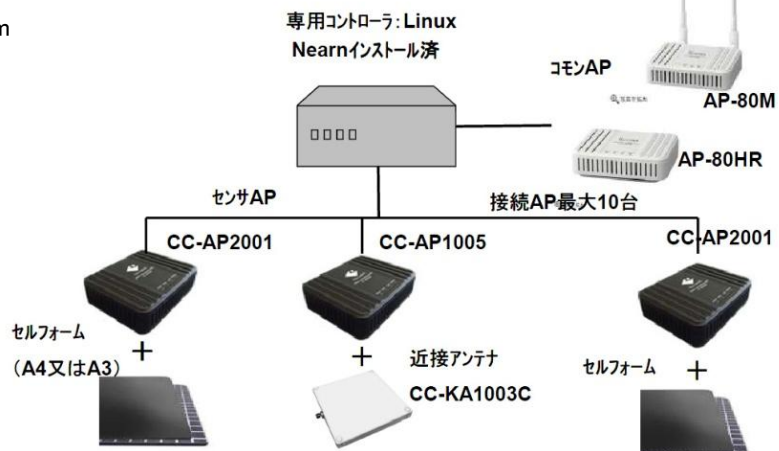 m
専用コントローラ：Linux
Nearnインストール済
コモンAP
AP-80M
AP-80HR
センサAP
接続AP最大10台
CC-AP2001
CC-AP1005
CC-AP2001
セルフォーム
（A4又はA3）
+
+
近接アンテナ
CC-KA1003C
セルフォーム
+